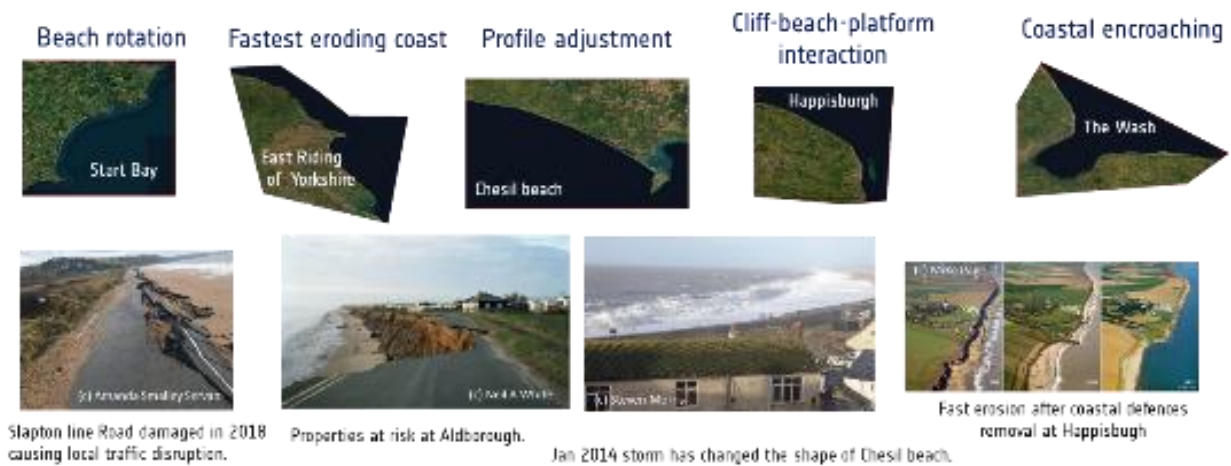 Beach rotation
Fastest eroding coast
Profile adjustment
Cliff-beach-platform
interaction
Coastal encroaching
Start Bay
East Riding
of Yorkshire
Chesil beach
Happisburgh
The Wash
(c) Amanda Smalley Servan
(c) Neil A White
(c) Steven
(c) Mike
Slapton line Road damaged in 2018
causing local traffic disruption.
Properties at risk at Aldborough.
Jan 2014 storm has changed the shape of Chesil beach.
Fast erosion after coastal defences
removal at Happisbugh